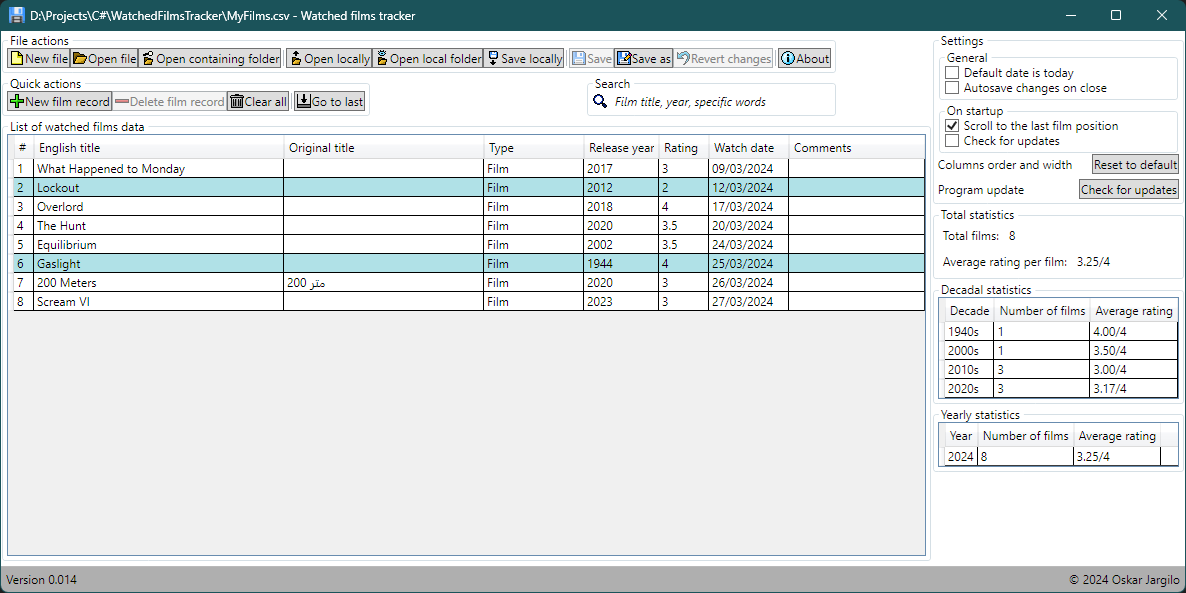 D:\Projects\C#\WatchedFilmsTracker\MyFilms.csv - Watched films tracker
File actions
New file Open file Open containing folder Open locally Open local folder Save locally Save Save as Revert changes About
Quick actions
New film record Delete film record Clear all Go to last
Search
Film title, year, specific words
List of watched films data
# English title Original title Type Release year Rating Watch date Comments
1 What Happened to Monday Film 2017 3 09/03/2024
2 Lockout Film 2012 2 12/03/2024
3 Overlord Film 2018 4 17/03/2024
4 The Hunt Film 2020 3.5 20/03/2024
5 Equilibrium Film 2002 3.5 24/03/2024
6 Gaslight Film 1944 4 25/03/2024
7 200 Meters 200 متر Film 2020 3 26/03/2024
8 Scream VI Film 2023 3 27/03/2024
Settings
General
Default date is today
Autosave changes on close
On startup
Scroll to the last film position
Check for updates
Columns order and width Reset to default
Program update Check for updates
Total statistics
Total films: 8
Average rating per film: 3.25/4
Decadal statistics
Decade Number of films Average rating
1940s 1 4.00/4
2000s 1 3.50/4
2010s 3 3.00/4
2020s 3 3.17/4
Yearly statistics
Year Number of films Average rating
2024 8 3.25/4
Version 0.014
© 2024 Oskar Jargilo